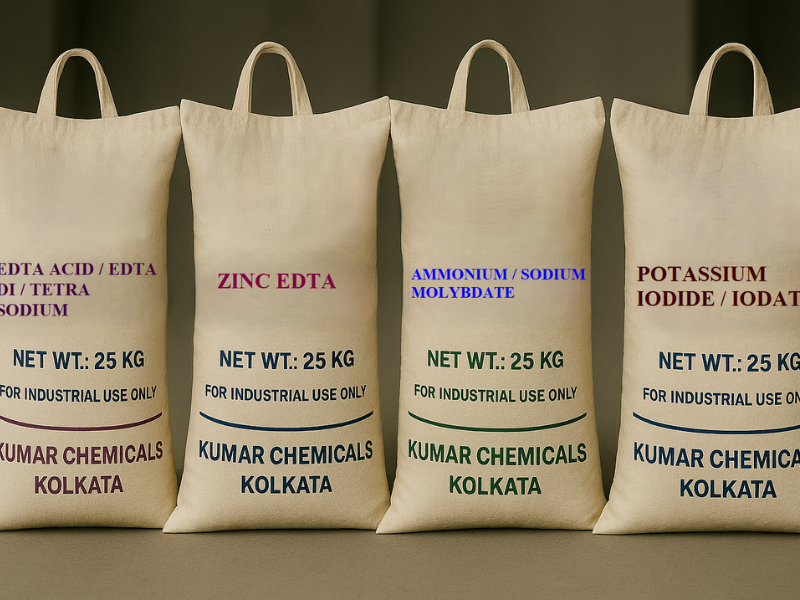 EDTA ACID / EDTA
DI / TETRA
SODIUM
NET WT.: 25 KG
FOR INDUSTRIAL USE ONLY
KUMAR CHEMICALS
KOLKATA
ZINC EDTA
NET WT.: 25 KG
FOR INDUSTRIAL USE ONLY
KUMAR CHEMICALS
KOLKATA
AMMONIUM / SODIUM
MOLYBDATE
NET WT.: 25 KG
FOR INDUSTRIAL USE ONLY
KUMAR CHEMICALS
KOLKATA
POTASSIUM
IODIDE / IODAT
NET WT.: 25 KG
FOR INDUSTRIAL USE ON
KUMAR CHEMICA
KOLKATA